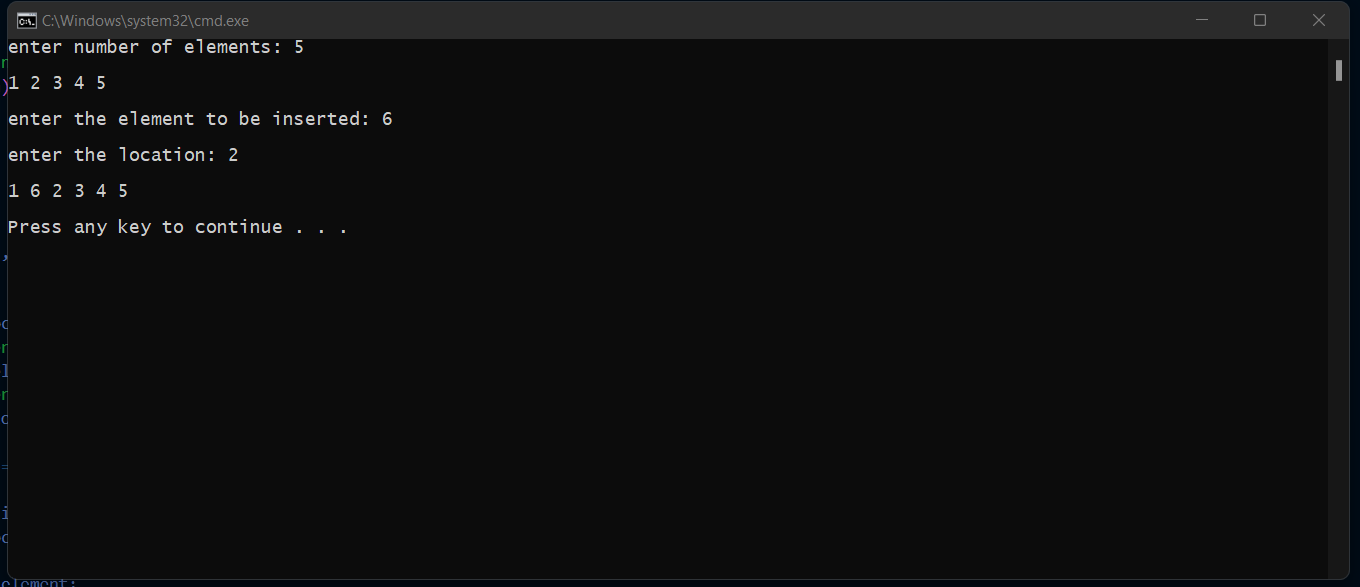 C:\Windows\system32\cmd.exe
enter number of elements: 5
1 2 3 4 5
enter the element to be inserted: 6
enter the location: 2
1 6 2 3 4 5
Press any key to continue . . .
element;